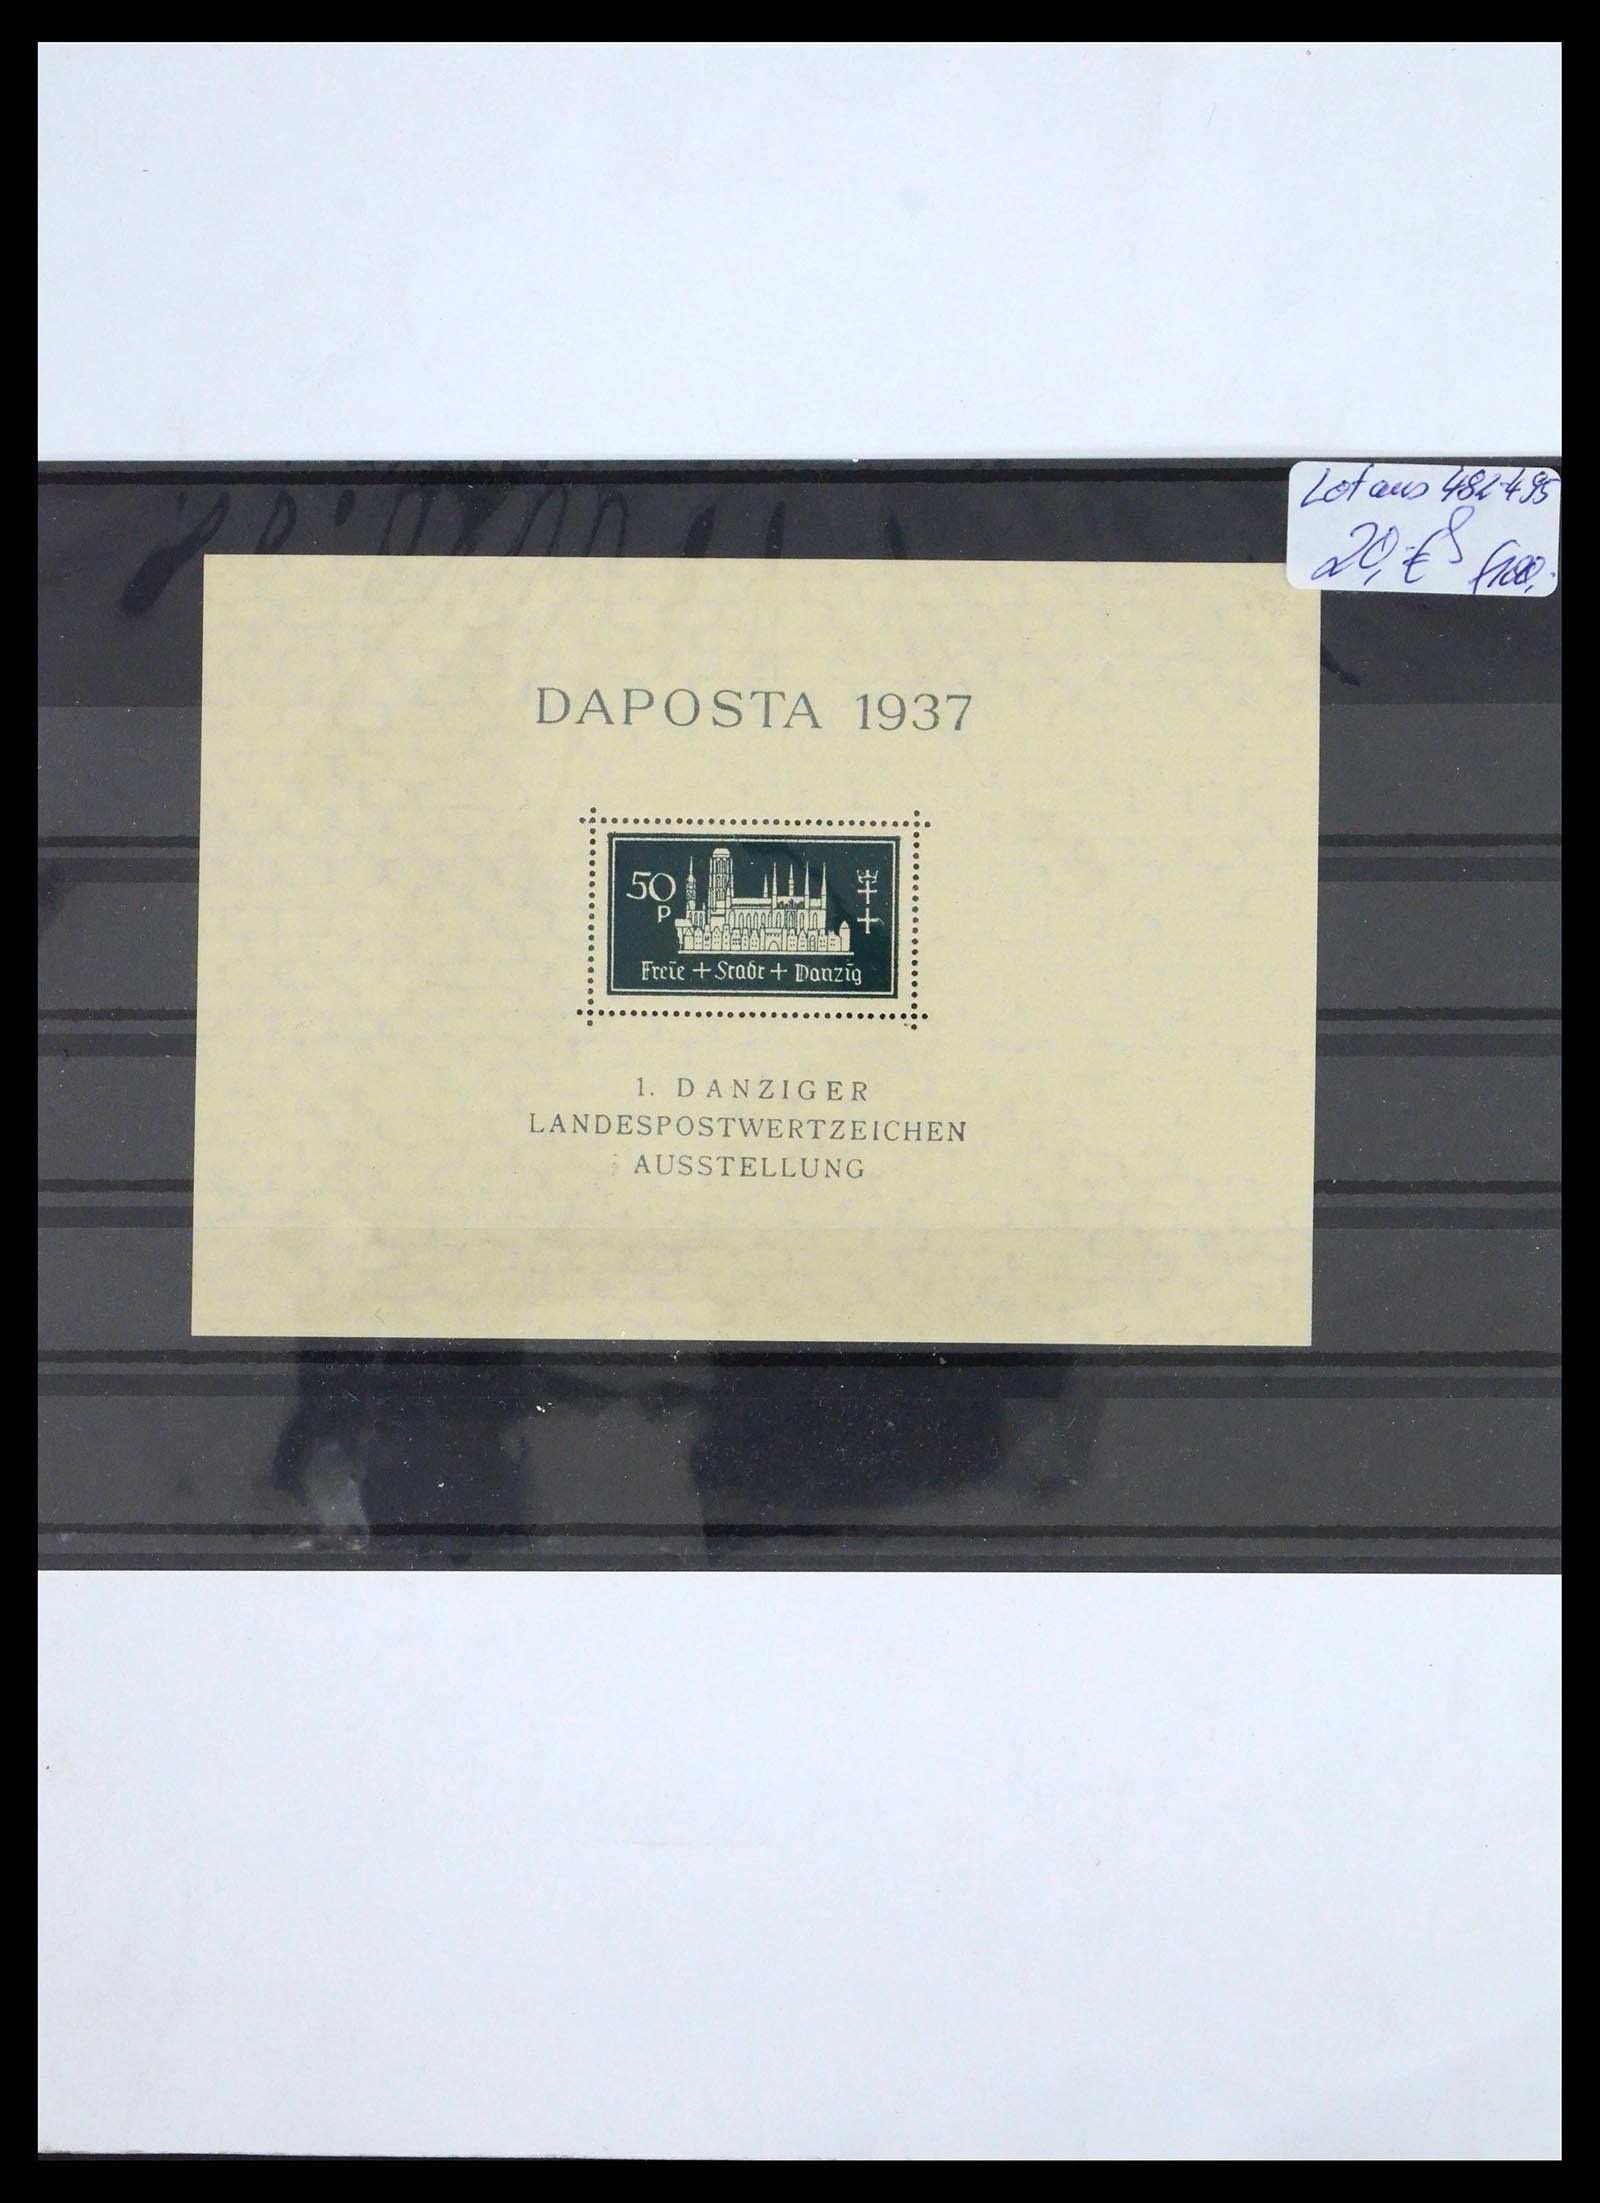 Lot aus 482-495
20,- €
DAPOSTA 1937
50
p
Freie + Stadt + Danzig
1. DANZIGER
LANDESPOSTWERTZEICHEN
AUSSTELLUNG